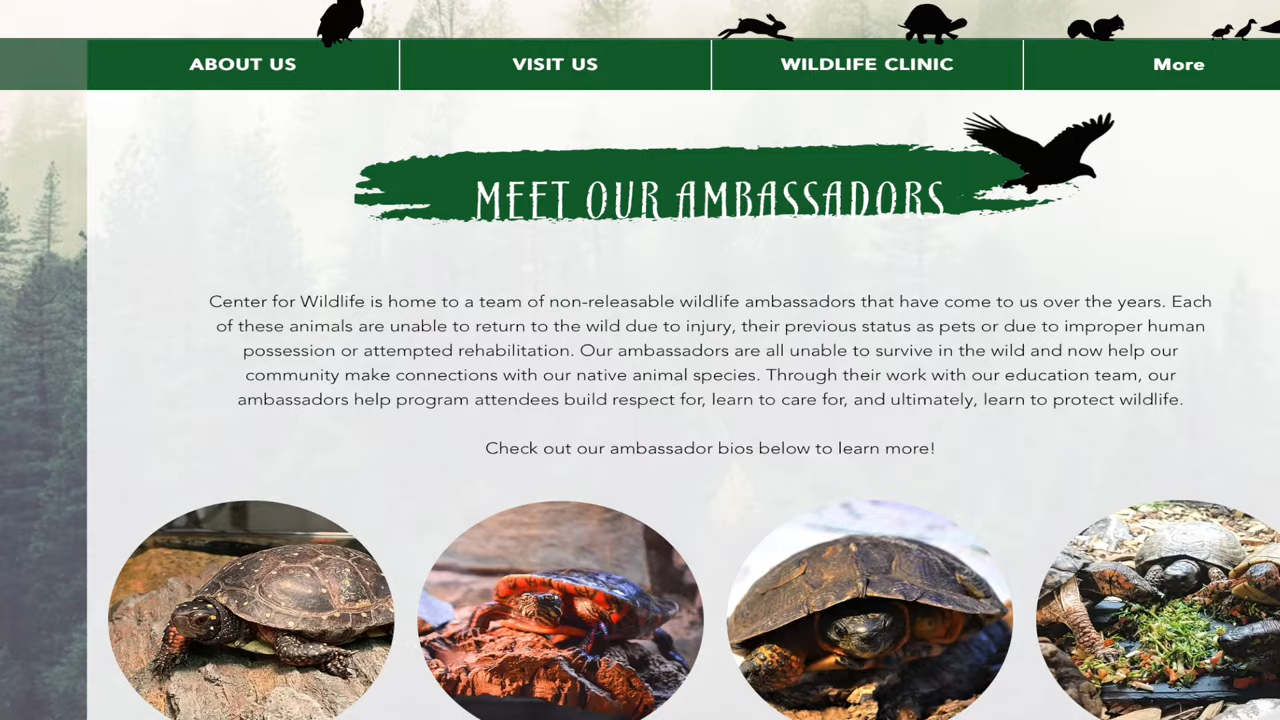 ABOUT US
VISIT US
WILDLIFE CLINIC
More
MEET OUR AMBASSADORS
Center for Wildlife is home to a team of non-releasable wildlife ambassadors that have come to us over the years. Each
of these animals are unable to return to the wild due to injury, their previous status as pets or due to improper human
possession or attempted rehabilitation. Our ambassadors are all unable to survive in the wild and now help our
community make connections with our native animal species. Through their work with our education team, our
ambassadors help program attendees build respect for, learn to care for, and ultimately, learn to protect wildlife.
Check out our ambassador bios below to learn more!